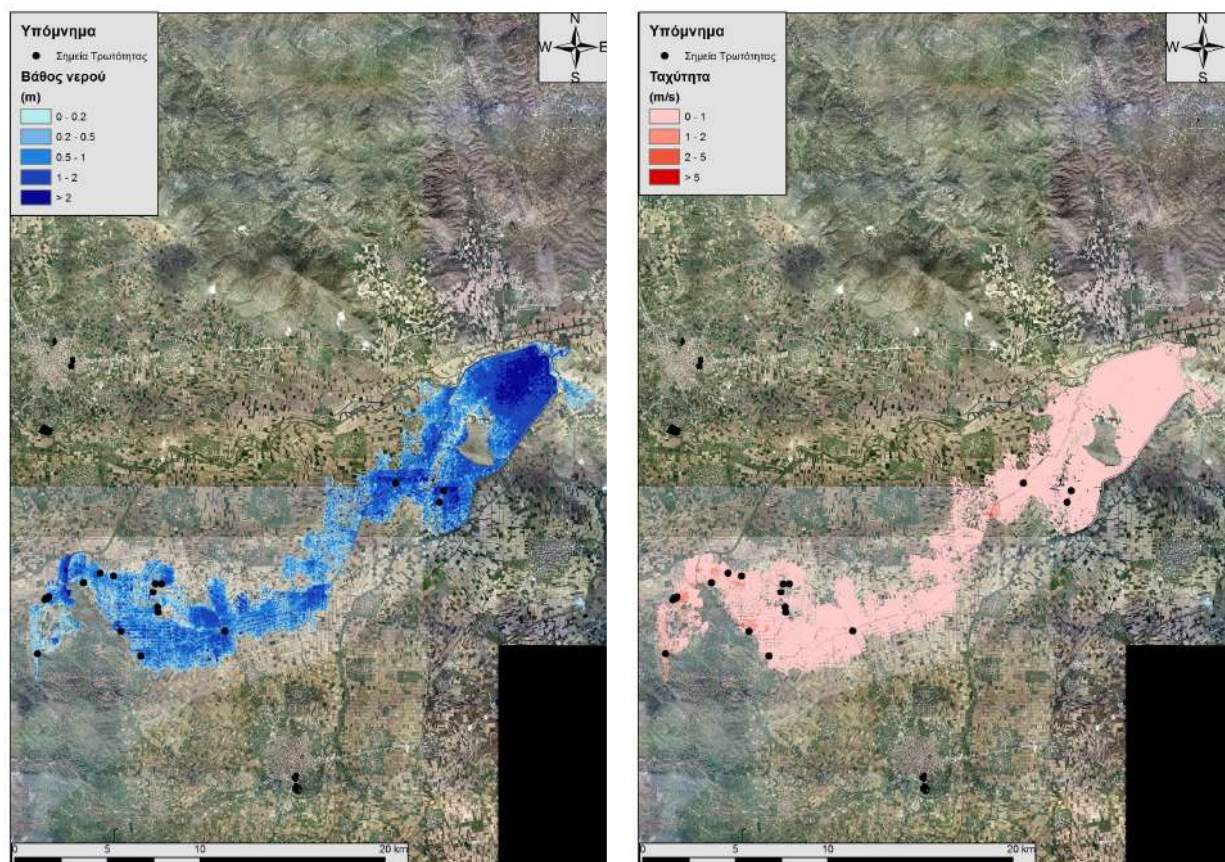 Υπόμνημα
Σημεία Τρωτότητας
Βάθος νερού
(m)
0 - 0.2
0.2 - 0.5
0.5 - 1
1 - 2
> 2
N
W E
S
0 5 10 20 km
Υπόμνημα
Σημεία Τρωτότητας
Ταχύτητα
(m/s)
0 - 1
1 - 2
2 - 5
> 5
N
W E
S
0 5 10 20 km